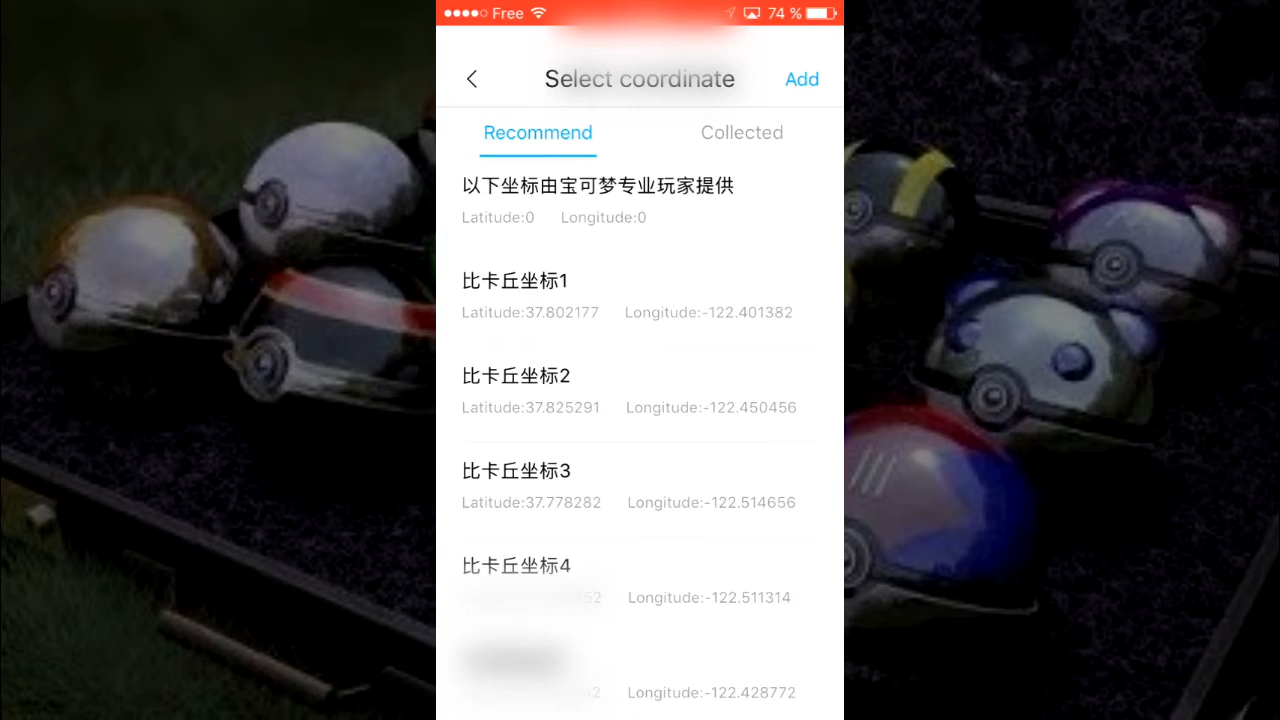 Free 74 %
Select coordinate Add
Recommend Collected
以下坐标由宝可梦专业玩家提供
Latitude:0 Longitude:0
比卡丘坐标1
Latitude:37.802177 Longitude:-122.401382
比卡丘坐标2
Latitude:37.825291 Longitude:-122.450456
比卡丘坐标3
Latitude:37.778282 Longitude:-122.514656
比卡丘坐标4
Longitude:-122.511314
Longitude:-122.428772